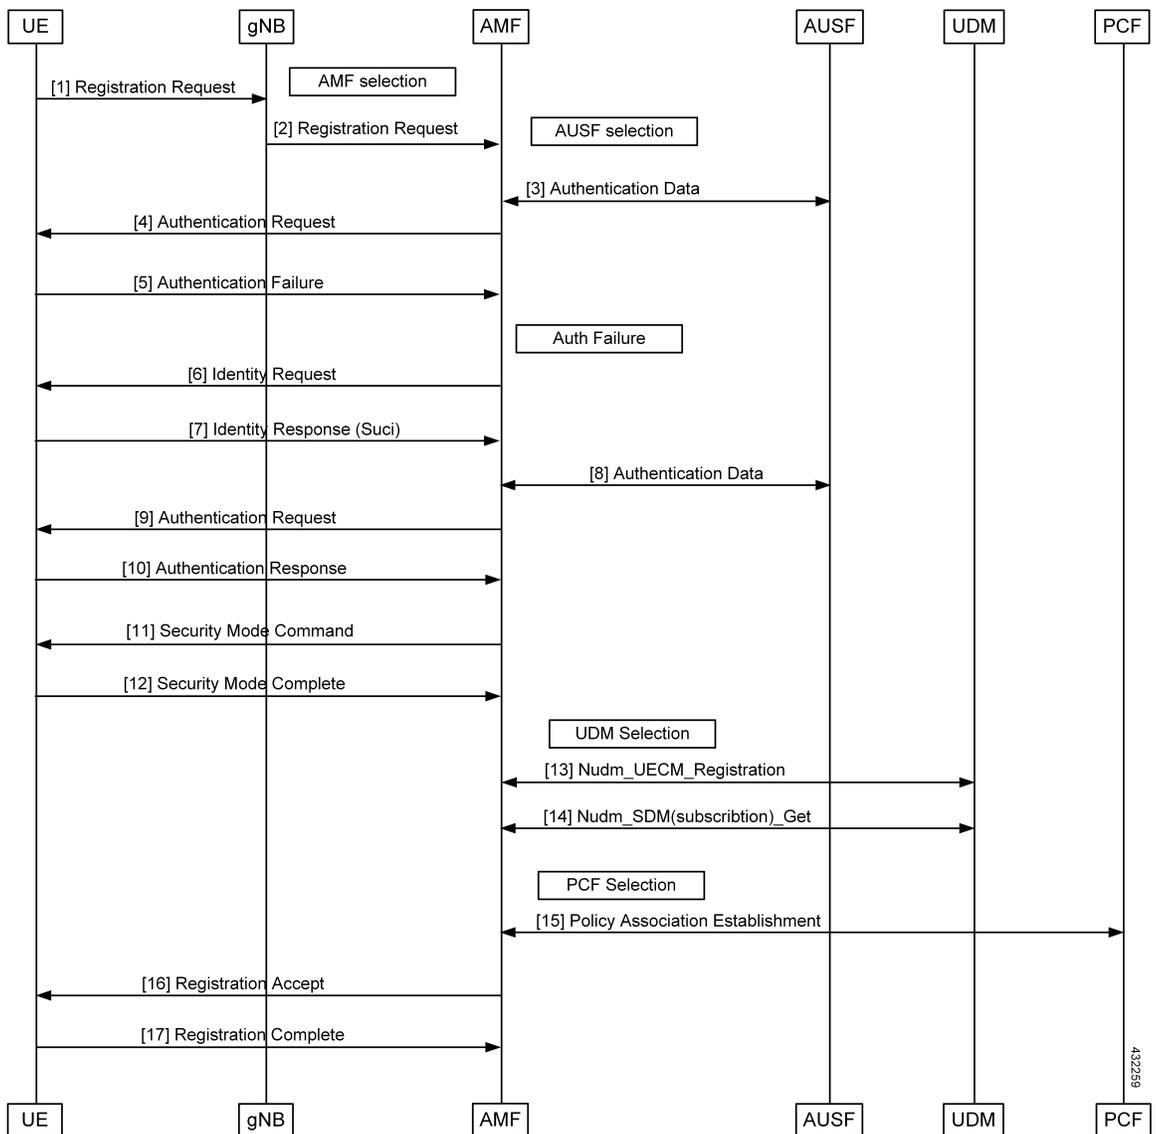 UE gNB AMF AUSF UDM PCF
AMF selection
[1] Registration Request
[2] Registration Request
AUSF selection
[3] Authentication Data
[4] Authentication Request
[5] Authentication Failure
Auth Failure
[6] Identity Request
[7] Identity Response (Suci)
[8] Authentication Data
[9] Authentication Request
[10] Authentication Response
[11] Security Mode Command
[12] Security Mode Complete
UDM Selection
[13] Nudm_UECM_Registration
[14] Nudm_SDM(subscribtion)_Get
PCF Selection
[15] Policy Association Establishment
[16] Registration Accept
[17] Registration Complete
432259
UE gNB AMF AUSF UDM PCF